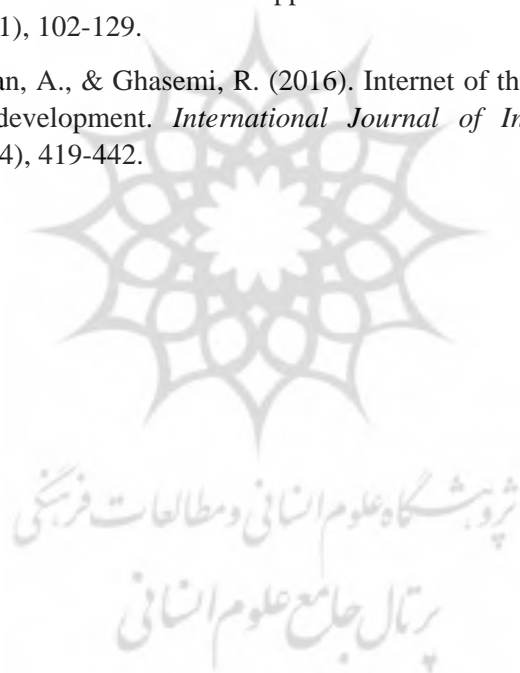 1), 102-129.
an, A., & Ghasemi, R. (2016). Internet of th
development. International Journal of In
4), 419-442.
پژوهشگاه علوم انسانی و مطالعات فرهنگی
پرتال جامع علوم انسانی